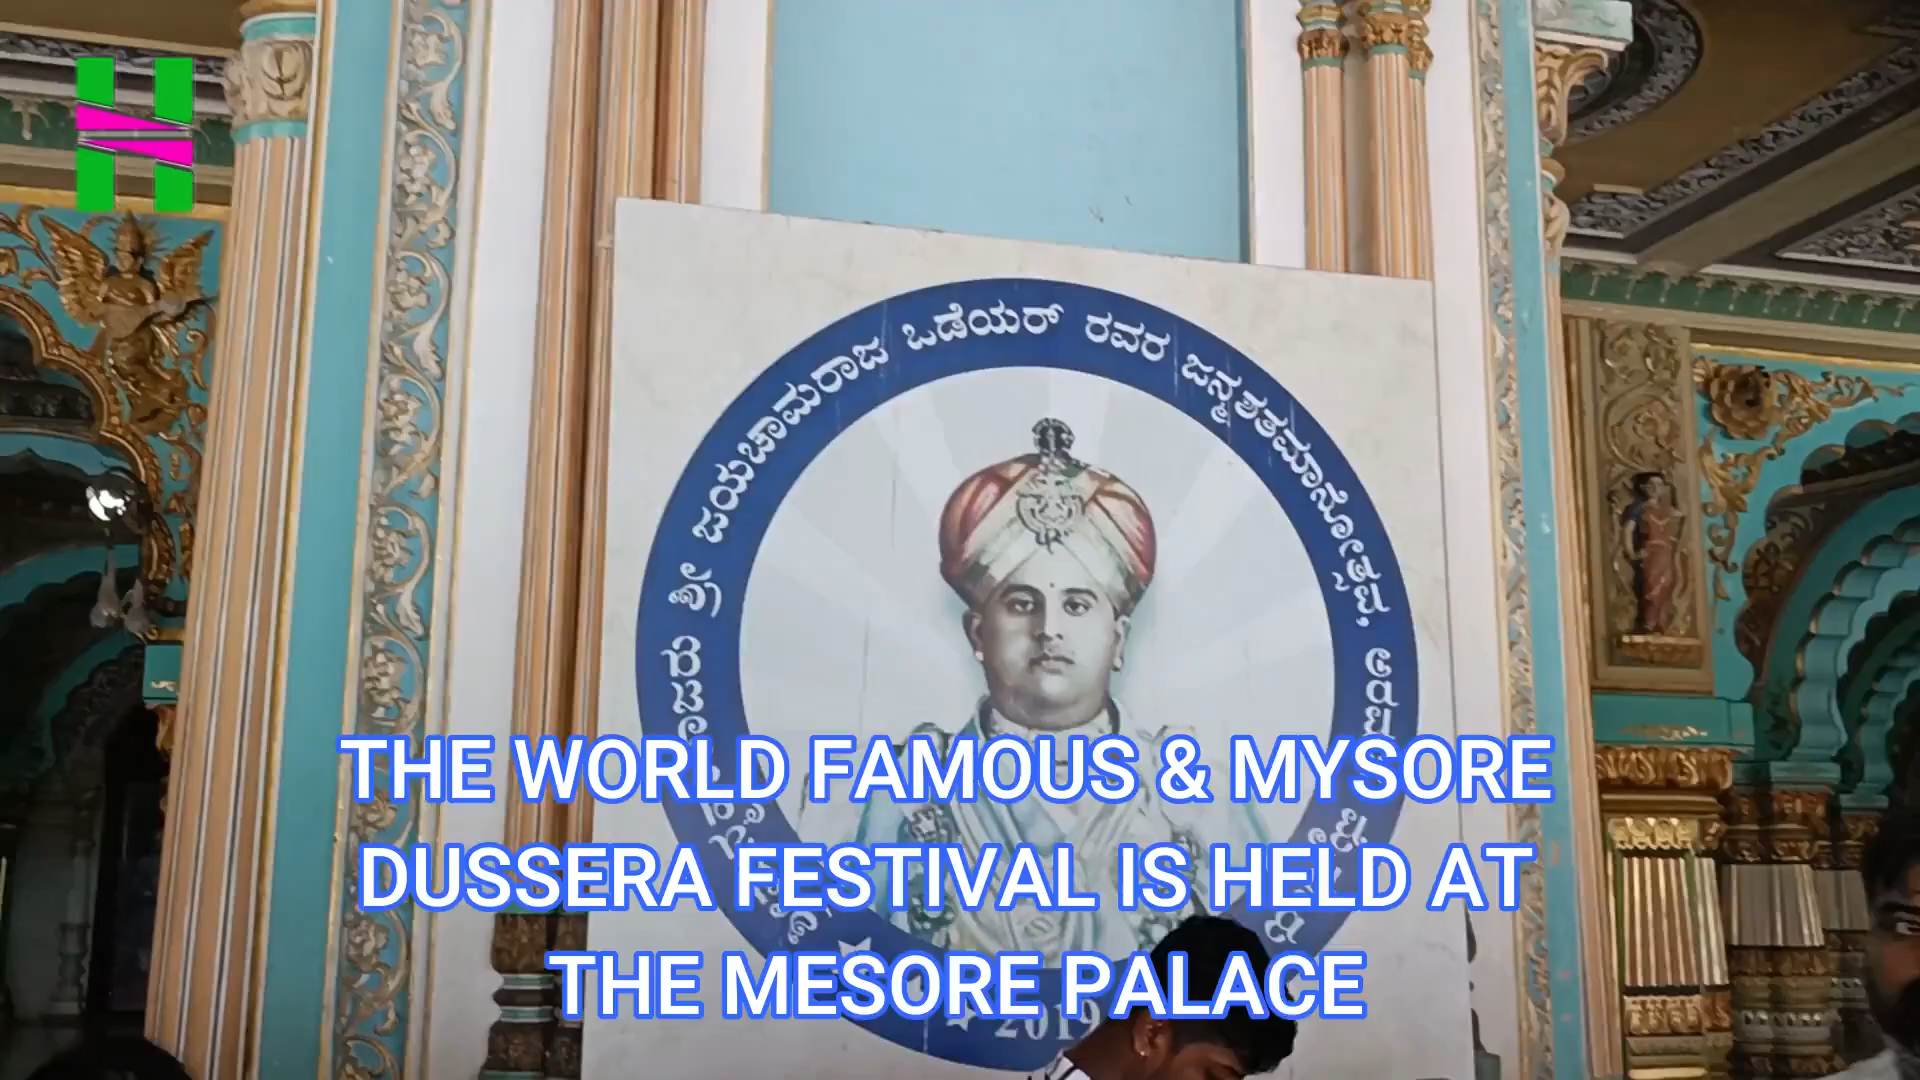 ಶ್ರೀ ಜಯಚಾಮರಾಜ ಒಡೆಯರ್ ರವರ ಜನ್ಮಶತಮಾನೋತ್ಸವ,
THE WORLD FAMOUS & MYSORE
DUSSERA FESTIVAL IS HELD AT
THE MESORE PALACE
2019